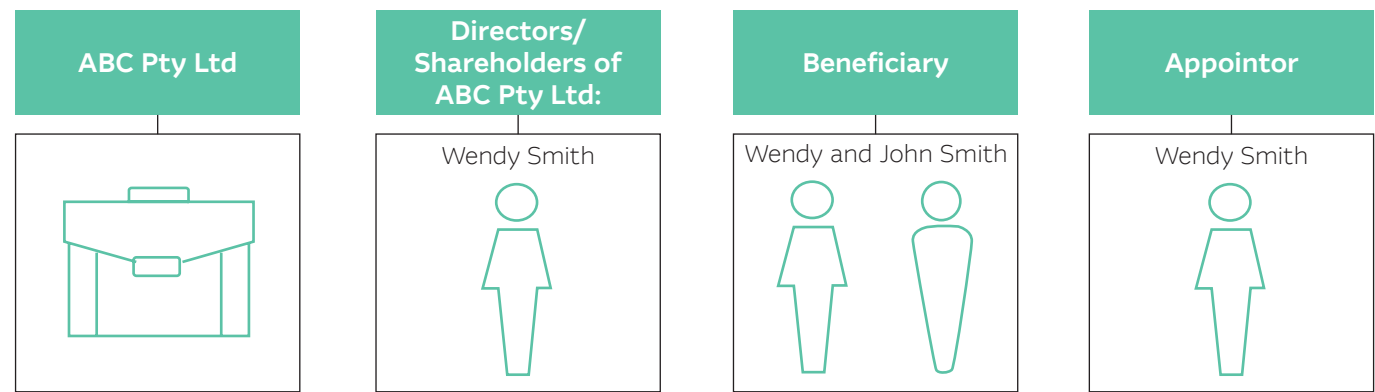 ABC Pty Ltd
Directors/
Shareholders of
ABC Pty Ltd:
Beneficiary
Appointor
Wendy Smith
Wendy and John Smith
Wendy Smith